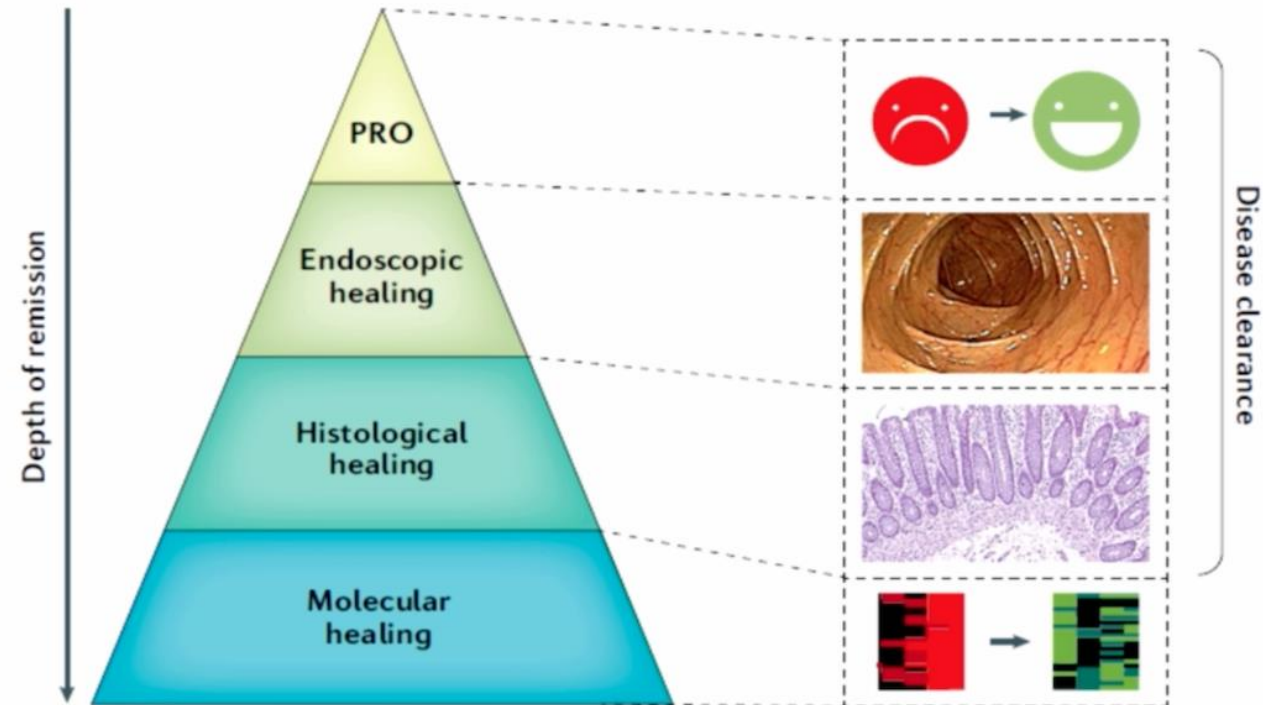 PRO
Endoscopic
healing
Histological
healing
Molecular
healing
Depth of remission
Disease clearance